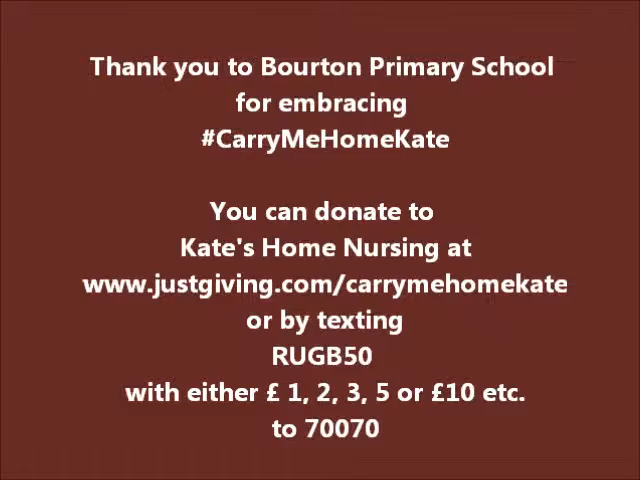 Thank you to Bourton Primary School
for embracing
#CarryMeHomeKate
You can donate to
Kate's Home Nursing at
www.justgiving.com/carrymehomekate
or by texting
RUGB50
with either £ 1, 2, 3, 5 or £10 etc.
to 70070